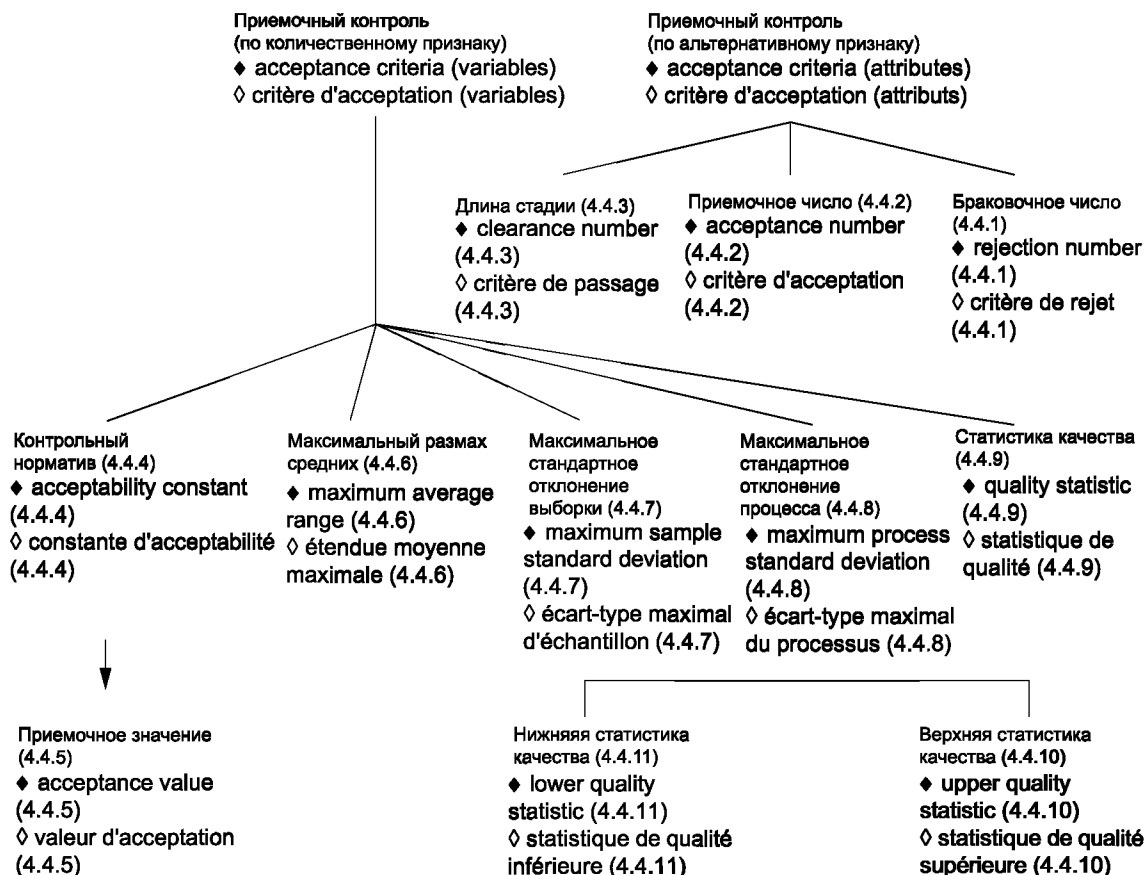 Приемочный контроль
(по количественному признаку)
♦ acceptance criteria (variables)
◊ critère d'acceptation (variables)
Приемочный контроль
(по альтернативному признаку)
♦ acceptance criteria (attributes)
◊ critère d'acceptation (attributs)
Длина стадии (4.4.3)
♦ clearance number
(4.4.3)
◊ critère de passage
(4.4.3)
Приемочное число (4.4.2)
♦ acceptance number
(4.4.2)
◊ critère d'acceptation
(4.4.2)
Браковочное число
(4.4.1)
♦ rejection number
(4.4.1)
◊ critère de rejet
(4.4.1)
Контрольный
норматив (4.4.4)
♦ acceptability constant
(4.4.4)
◊ constante d'acceptabilité
(4.4.4)
Максимальный размах
средних (4.4.6)
♦ maximum average
range (4.4.6)
◊ étendue moyenne
maximale (4.4.6)
Максимальное
стандартное
отклонение
выборки (4.4.7)
♦ maximum sample
standard deviation
(4.4.7)
◊ écart-type maximal
d'échantillon (4.4.7)
Максимальное
стандартное
отклонение
процесса (4.4.8)
♦ maximum process
standard deviation
(4.4.8)
◊ écart-type maximal
du processus (4.4.8)
Статистика качества
(4.4.9)
♦ quality statistic
(4.4.9)
◊ statistique de
qualité (4.4.9)
Приемочное значение
(4.4.5)
♦ acceptance value
(4.4.5)
◊ valeur d'acceptation
(4.4.5)
Нижняяя статистика
качества (4.4.11)
♦ lower quality
statistic (4.4.11)
◊ statistique de qualité
inférieure (4.4.11)
Верхняя статистика
качества (4.4.10)
♦ upper quality
statistic (4.4.10)
◊ statistique de qualité
supérieure (4.4.10)